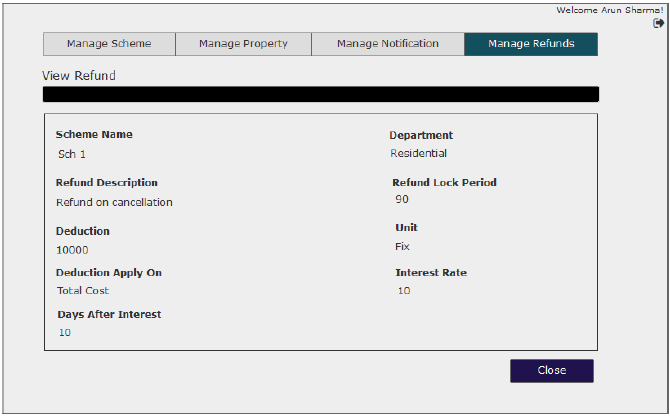 Welcome Arun Sharma!
Manage Scheme Manage Property Manage Notification Manage Refunds
View Refund
Scheme Name Department
Sch 1 Residential
Refund Description Refund Lock Period
Refund on cancellation 90
Deduction Unit
10000 Fix
Deduction Apply On Interest Rate
Total Cost 10
Days After Interest
10
Close